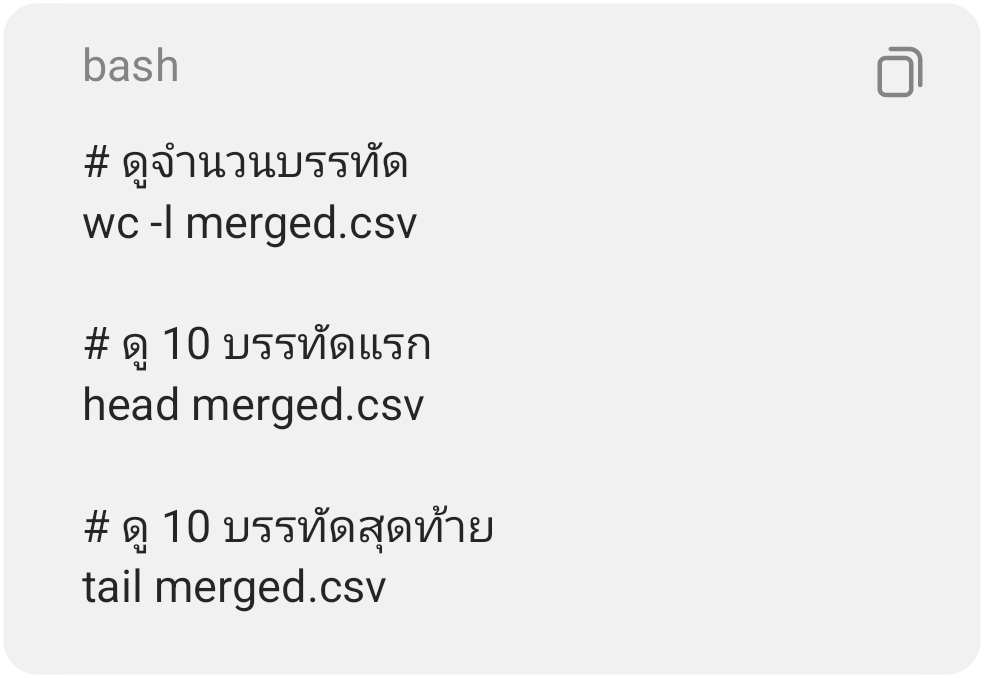 bash
# ดูจำนวนบรรทัด
wc -l merged.csv
# ดู 10 บรรทัดแรก
head merged.csv
# ดู 10 บรรทัดสุดท้าย
tail merged.csv